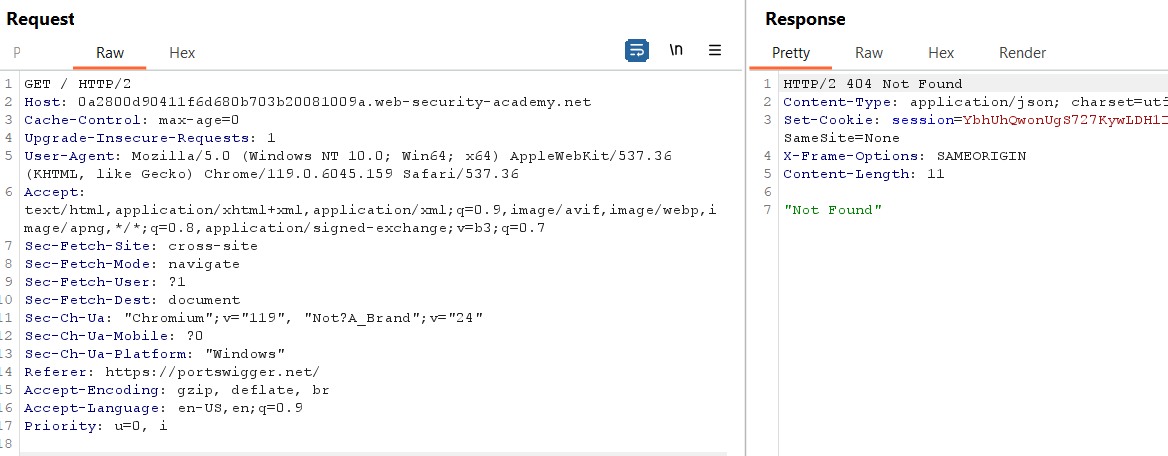 Request
P Raw Hex \n
1 GET / HTTP/2
2 Host: 0a2800d90411f6d680b703b20081009a.web-security-academy.net
3 Cache-Control: max-age=0
4 Upgrade-Insecure-Requests: 1
5 User-Agent: Mozilla/5.0 (Windows NT 10.0; Win64; x64) AppleWebKit/537.36
(KHTML, like Gecko) Chrome/119.0.6045.159 Safari/537.36
6 Accept:
text/html,application/xhtml+xml,application/xml;q=0.9,image/avif,image/webp,i
mage/apng,*/*;q=0.8,application/signed-exchange;v=b3;q=0.7
7 Sec-Fetch-Site: cross-site
8 Sec-Fetch-Mode: navigate
9 Sec-Fetch-User: ?1
10 Sec-Fetch-Dest: document
11 Sec-Ch-Ua: "Chromium";v="119", "Not?A_Brand";v="24"
12 Sec-Ch-Ua-Mobile: ?0
13 Sec-Ch-Ua-Platform: "Windows"
14 Referer: https://portswigger.net/
15 Accept-Encoding: gzip, deflate, br
16 Accept-Language: en-US,en;q=0.9
17 Priority: u=0, i
18
Response
Pretty Raw Hex Render
1 HTTP/2 404 Not Found
2 Content-Type: application/json; charset=utf
3 Set-Cookie: session=YbhUhQwonUgS727KywLDHlI
SameSite=None
4 X-Frame-Options: SAMEORIGIN
5 Content-Length: 11
6
7 "Not Found"